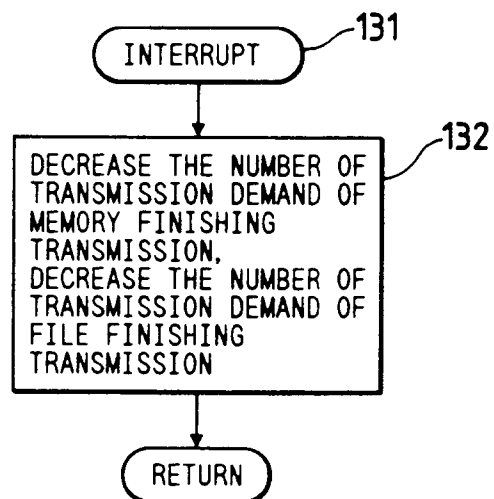 131
INTERRUPT
132
DECREASE THE NUMBER OF
TRANSMISSION DEMAND OF
MEMORY FINISHING
TRANSMISSION,
DECREASE THE NUMBER OF
TRANSMISSION DEMAND OF
FILE FINISHING
TRANSMISSION
RETURN